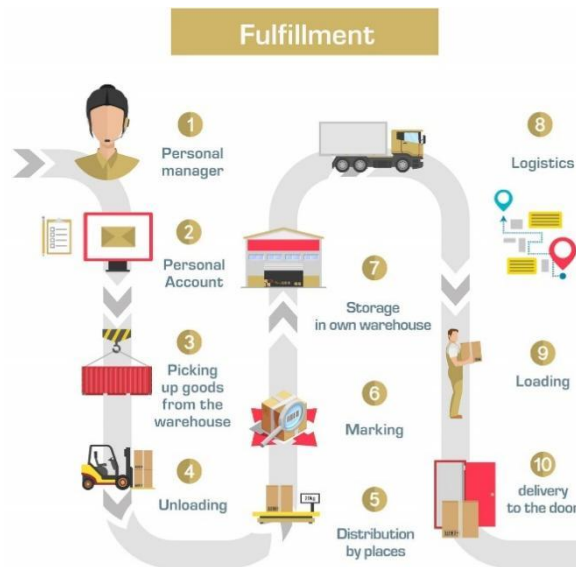 Fulfillment
1
Personal
manager
2
Personal
Account
3
Picking
up goods
from the
warehouse
4
Unloading
5
Distribution
by places
6
Marking
7
Storage
in own warehouse
8
Logistics
9
Loading
10
delivery
to the door